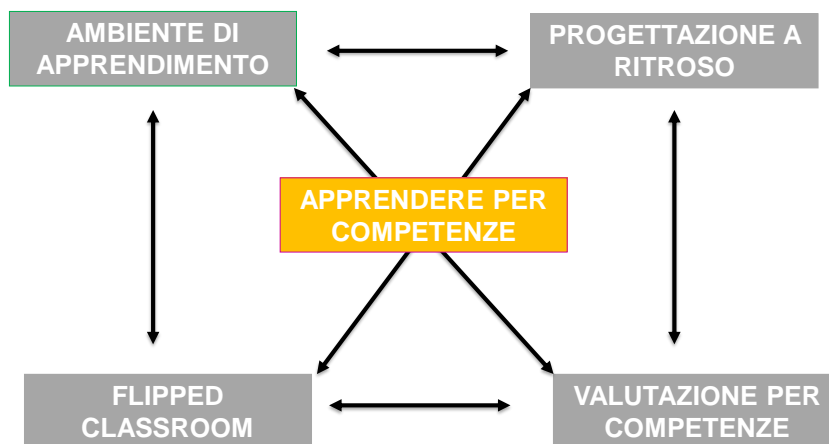 AMBIENTE DI
APPRENDIMENTO
PROGETTAZIONE A
RITROSO
APPRENDERE PER
COMPETENZE
FLIPPED
CLASSROOM
VALUTAZIONE PER
COMPETENZE